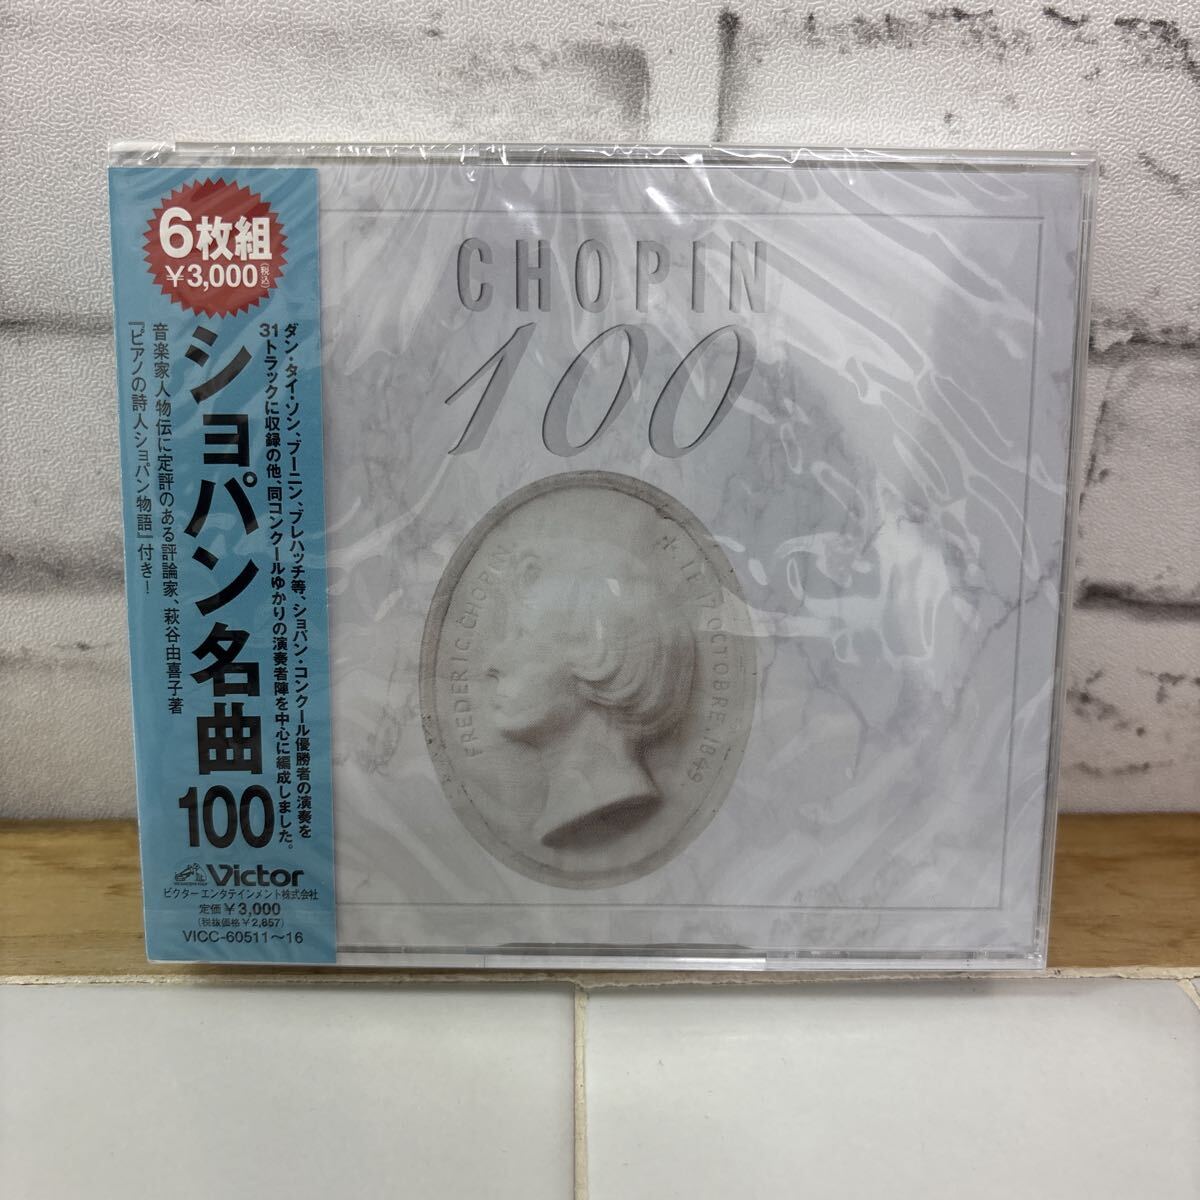 6枚組
¥3,000(税込)
ダン・タイ・ソン、ブーニン、ブレハッチ等、ショパン・コンクール優勝者の演奏を
31トラックに収録の他、同コンクールゆかりの演奏者陣を中心に編成しました。
ショパン名曲100
音楽家人物伝に定評のある評論家、萩谷由喜子著
『ピアノの詩人ショパン物語』付き!
Victor
ビクターエンタテインメント株式会社
定価¥3,000
(税抜価格¥2,857)
VICC-60511〜16
CHOPIN
100
FREDERIC CHOPIN
17 OCTOBRE. 1849